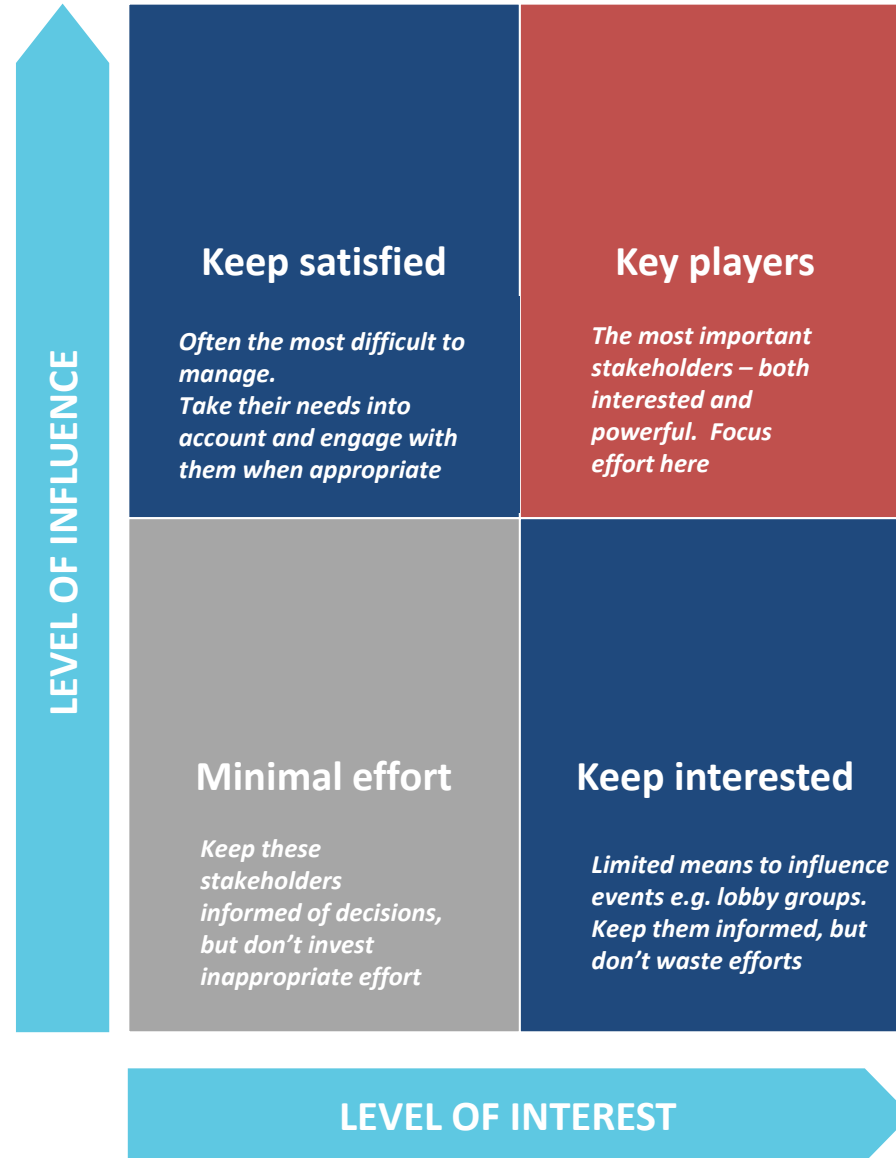 LEVEL OF INFLUENCE
Keep satisfied
Often the most difficult to
manage.
Take their needs into
account and engage with
them when appropriate
Key players
The most important
stakeholders – both
interested and
powerful.  Focus
effort here
Minimal effort
Keep these
stakeholders
informed of decisions,
but don’t invest
inappropriate effort
Keep interested
Limited means to influence
events e.g. lobby groups.
Keep them informed, but
don’t waste efforts
LEVEL OF INTEREST